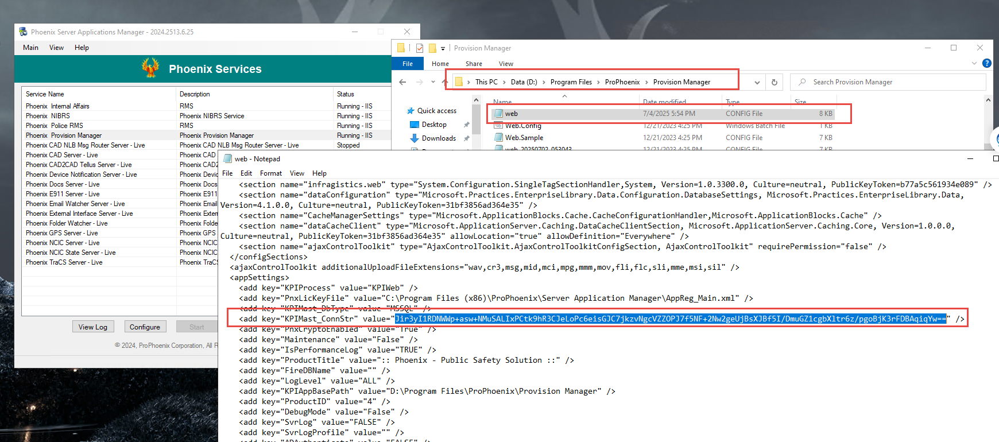 Phoenix Server Applications Manager - 2024.2513.6.25
Main View Help
Phoenix Services
Service Name Description Status
Phoenix Internal Affairs RMS Running - IIS
Phoenix NIBRS Phoenix NIBRS Service Running - IIS
Phoenix Police RMS RMS Running - IIS
Phoenix Provision Manager Phoenix Provision Manager Running - IIS
Phoenix CAD NLB Msg Router Server - Live Phoenix CAD NLB Msg Router Server - Live Stopped
Phoenix CAD Server - Live Phoenix CAD
Phoenix CAD2CAD Tellus Server - Live Phoenix CAD2
Phoenix Device Notification Server - Live Phoenix Devic
Phoenix Docs Server - Live Phoenix Docs
Phoenix E911 Server - Live Phoenix E911
Phoenix Email Watcher Server - Live Phoenix Email
Phoenix External Interface Server - Live Phoenix Exter
Phoenix Folder Watcher - Live Phoenix Folde
Phoenix GPS Server - Live Phoenix GPS
Phoenix NCIC Server - Live Phoenix NCIC
Phoenix NCIC State Server - Live Phoenix NCIC
Phoenix TraCS Server - Live Phoenix TraCS
View Log Configure Start
© 2024, ProPhoenix Corporation, All R
Provision Manager
File Home Share View
This PC > Data (D:) > Program Files > ProPhoenix > Provision Manager
Search Provision Manager
Name Date modified Type Size
Quick access
Desktop
Downloads
web 7/4/2025 5:54 PM CONFIG File 8 KB
Web.Config 12/21/2023 4:25 PM Windows Batch File 1 KB
Web.Sample 12/21/2023 4:25 PM CONFIG File 7 KB
web_20250702_053043 12/21/2023 4:25 PM CONFIG File 7 KB
web - Notepad
File Edit Format View Help
<section name="infragistics.web" type="System.Configuration.SingleTagSectionHandler,System, Version=1.0.3300.0, Culture=neutral, PublicKeyToken=b77a5c561934e089" />
<section name="dataConfiguration" type="Microsoft.Practices.EnterpriseLibrary.Data.Configuration.DatabaseSettings, Microsoft.Practices.EnterpriseLibrary.Data,
Version=4.1.0.0, Culture=neutral, PublicKeyToken=31bf3856ad364e35" />
<section name="CacheManagerSettings" type="Microsoft.ApplicationBlocks.Cache.CacheConfigurationHandler,Microsoft.ApplicationBlocks.Cache" />
<section name="dataCacheClient" type="Microsoft.ApplicationServer.Caching.DataCacheClientSection, Microsoft.ApplicationServer.Caching.Core, Version=1.0.0.0,
Culture=neutral, PublicKeyToken=31bf3856ad364e35" allowLocation="true" allowDefinition="Everywhere" />
<section name="ajaxControlToolkit" type="AjaxControlToolkit.AjaxControlToolkitConfigSection, AjaxControlToolkit" requirePermission="false" />
</configSections>
<ajaxControlToolkit additionalUploadFileExtensions="wav,cr3,msg,mid,mci,mpg,mmm,mov,fli,flc,sli,mme,msi,sil" />
<appSettings>
<add key="KPIProcess" value="KPIWeb" />
<add key="PnxLicKeyFile" value="C:\Program Files (x86)\ProPhoenix\Server Application Manager\AppReg_Main.xml" />
<add key="KPIMast_DbType" value="MSSQL" />
<add key="KPIMast_ConnStr" value="Jir3yI1RDNWWp+asw+NMuSALIxPCtk9hR3CJeLoPc6eisGJC7jkzvNgcVZZOPJ7f5NF+2Nw2geUjBsXJBf5I/DmuGZ1cgbXltr6z/pgoBjK3rFDBAqiqYw==" />
<add key="PnxCryptoEnabled" value="True" />
<add key="Maintenance" value="False" />
<add key="IsPerformanceLog" value="TRUE" />
<add key="ProductTitle" value=":: Phoenix - Public Safety Solution ::" />
<add key="FireDBName" value="" />
<add key="LogLevel" value="ALL" />
<add key="KPIAppBasePath" value="D:\Program Files\ProPhoenix\Provision Manager" />
<add key="ProductID" value="4" />
<add key="DebugMode" value="False" />
<add key="SvrLog" value="FALSE" />
<add key="SvrLogProfile" value="" />